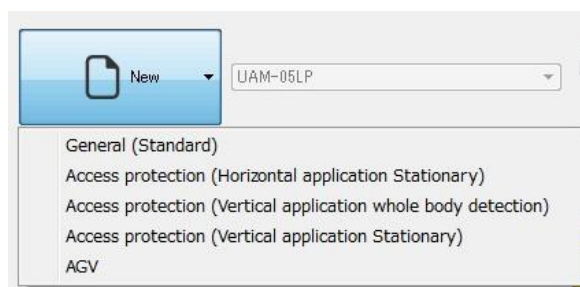 New
UAM-05LP
General (Standard)
Access protection (Horizontal application Stationary)
Access protection (Vertical application whole body detection)
Access protection (Vertical application Stationary)
AGV